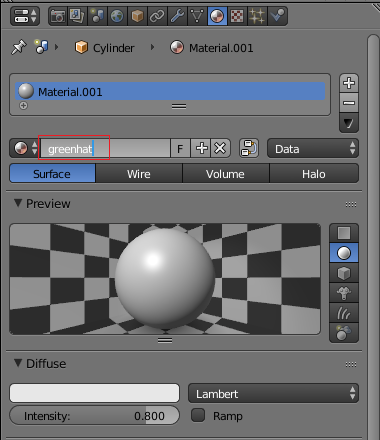 Cylinder Material.001
Material.001
greenhat F Data
Surface Wire Volume Halo
Preview
Diffuse
Lambert
Intensity: 0.800 Ramp